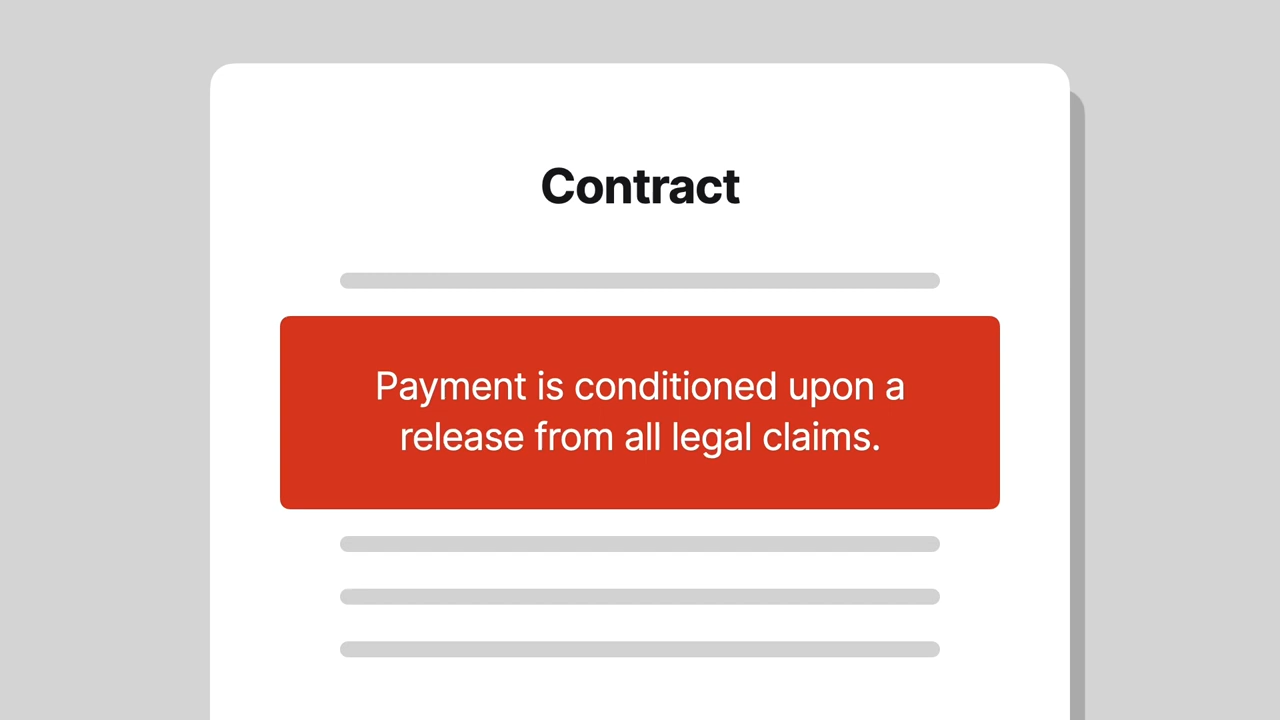 Contract
Payment is conditioned upon a
release from all legal claims.